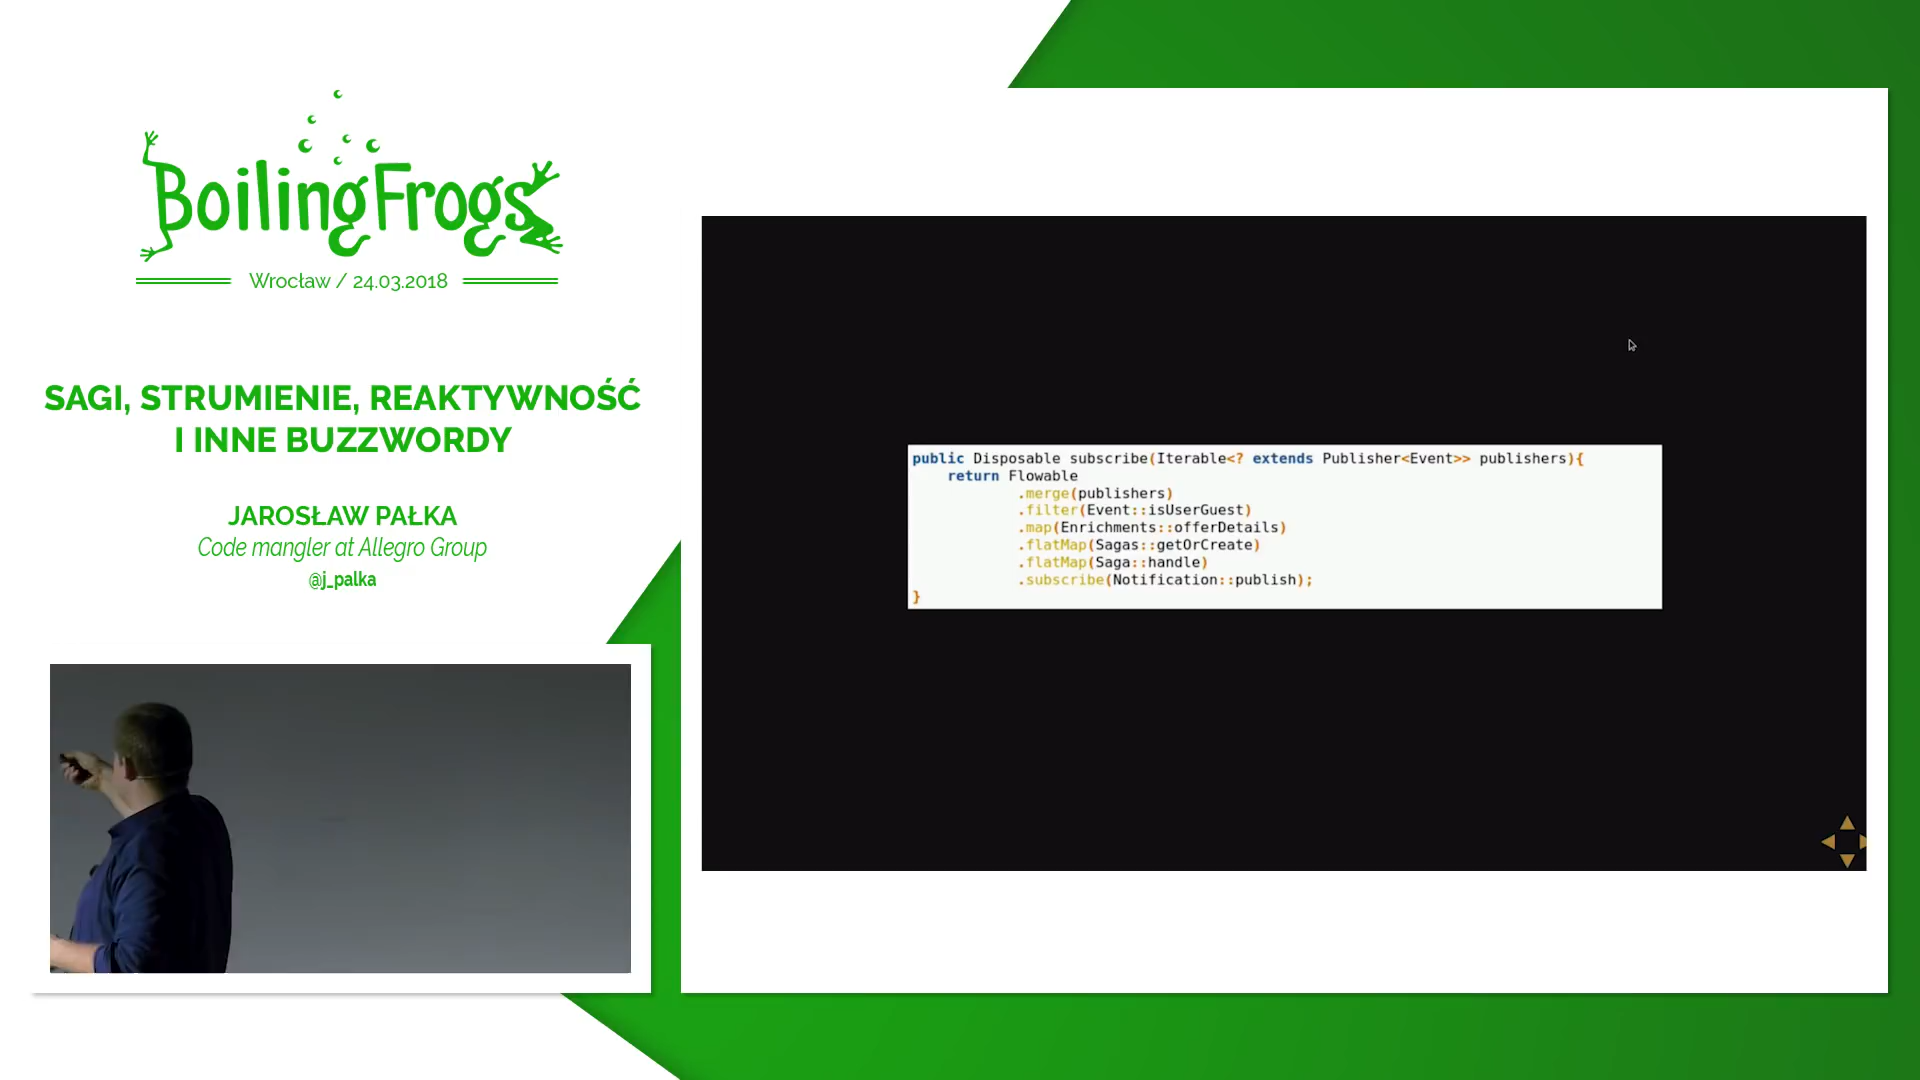 BoilingFrogs
Wrocław / 24.03.2018
SAGI, STRUMIENIE, REAKTYWNOŚĆ
I INNE BUZZWORDY
JAROSŁAW PAŁKA
Code mangler at Allegro Group
@j_palka
public Disposable subscribe(Iterable<? extends Publisher<Event>> publishers){
    return Flowable
            .merge(publishers)
            .filter(Event::isUserGuest)
            .map(Enrichments::offerDetails)
            .flatMap(Sagas::getOrCreate)
            .flatMap(Saga::handle)
            .subscribe(Notification::publish);
}